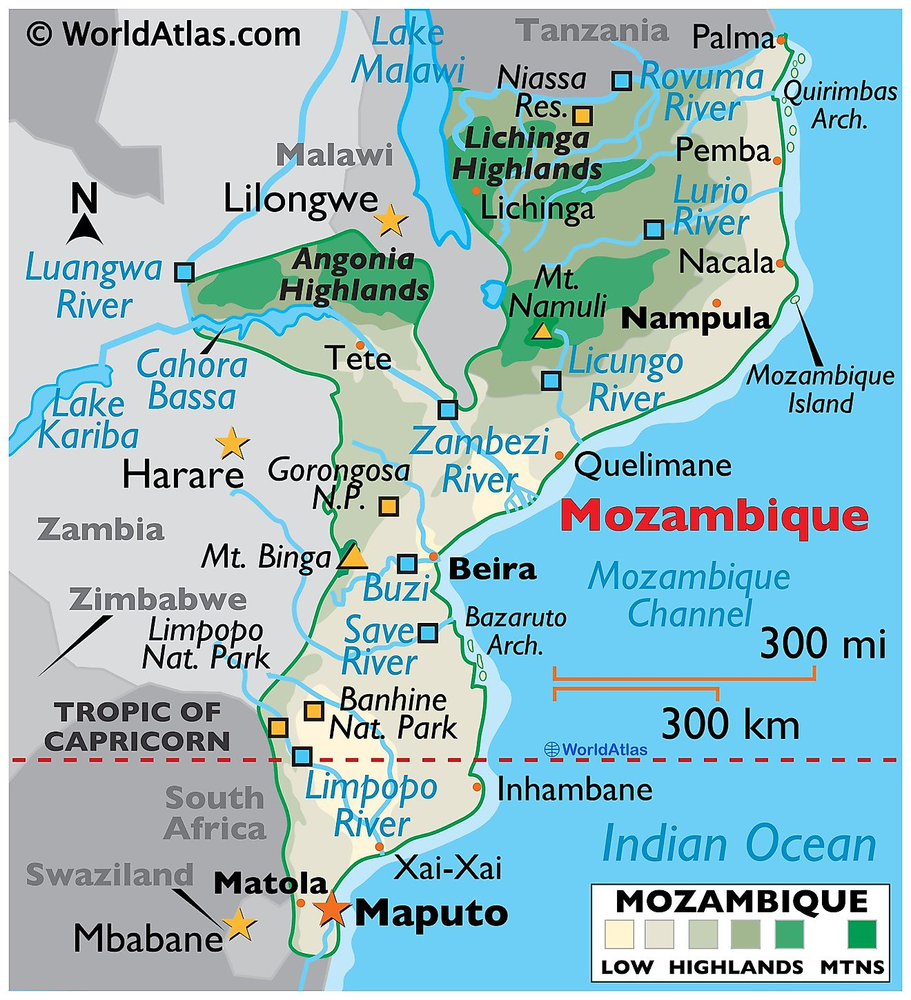 © WorldAtlas.com
Lake
Malawi
Tanzania
Palma
Niassa
Res.
Rovuma
River
Quirimbas
Arch.
Lichinga
Highlands
Malawi
Pemba
N
Lilongwe
Lichinga
Lurio
River
Luangwa
River
Angonia
Highlands
Nacala
Mt.
Namuli
Nampula
Tete
Cahora
Bassa
Licungo
River
Mozambique
Island
Lake
Kariba
Zambezi
River
Harare
Gorongosa
N.P.
Quelimane
Mozambique
Zambia
Mt. Binga
Beira
Buzi
Mozambique
Channel
Zimbabwe
Limpopo
Nat. Park
Save
River
Bazaruto
Arch.
300 mi
Banhine
Nat. Park
300 km
TROPIC OF
CAPRICORN
WorldAtlas
South
Africa
Limpopo
River
Inhambane
Indian Ocean
Swaziland
Matola
Xai-Xai
Maputo
Mbabane
MOZAMBIQUE
LOW HIGHLANDS MTNS